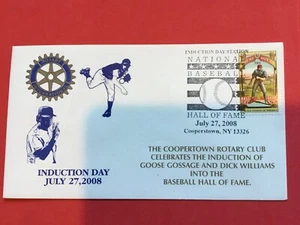 INDUCTION DAY STATION
NATIONAL
BASEBALL
HALL OF FAME
July 27, 2008
Cooperstown, NY 13326
INDUCTION DAY
JULY 27, 2008
THE COOPERTOWN ROTARY CLUB
CELEBRATES THE INDUCTION OF
GOOSE GOSSAGE AND DICK WILLIAMS
INTO THE
BASEBALL HALL OF FAME.